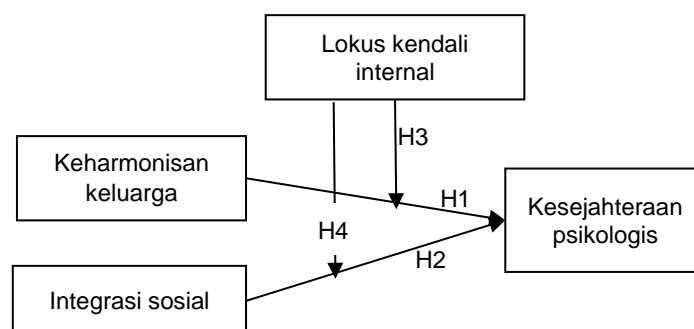 Lokus kendali
internal
H3
Keharmonisan
keluarga
H1
Kesejahteraan
psikologis
H4
H2
Integrasi sosial